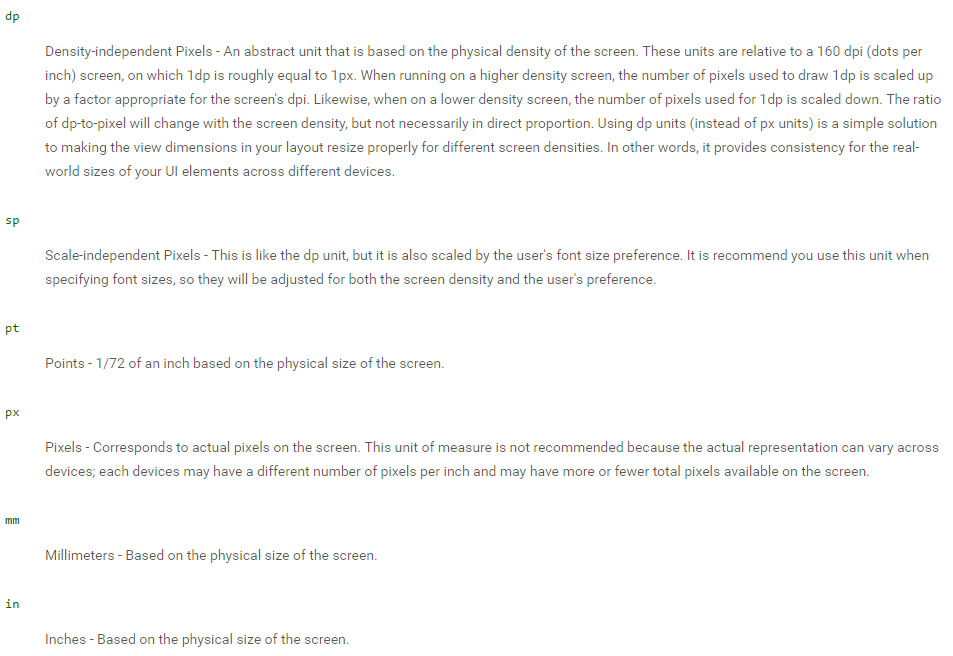 dp
Density-independent Pixels - An abstract unit that is based on the physical density of the screen. These units are relative to a 160 dpi (dots per
inch) screen, on which 1dp is roughly equal to 1px. When running on a higher density screen, the number of pixels used to draw 1dp is scaled up
by a factor appropriate for the screen's dpi. Likewise, when on a lower density screen, the number of pixels used for 1dp is scaled down. The ratio
of dp-to-pixel will change with the screen density, but not necessarily in direct proportion. Using dp units (instead of px units) is a simple solution
to making the view dimensions in your layout resize properly for different screen densities. In other words, it provides consistency for the real-
world sizes of your UI elements across different devices.
sp
Scale-independent Pixels - This is like the dp unit, but it is also scaled by the user's font size preference. It is recommend you use this unit when
specifying font sizes, so they will be adjusted for both the screen density and the user's preference.
pt
Points - 1/72 of an inch based on the physical size of the screen.
px
Pixels - Corresponds to actual pixels on the screen. This unit of measure is not recommended because the actual representation can vary across
devices; each devices may have a different number of pixels per inch and may have more or fewer total pixels available on the screen.
mm
Millimeters - Based on the physical size of the screen.
in
Inches - Based on the physical size of the screen.